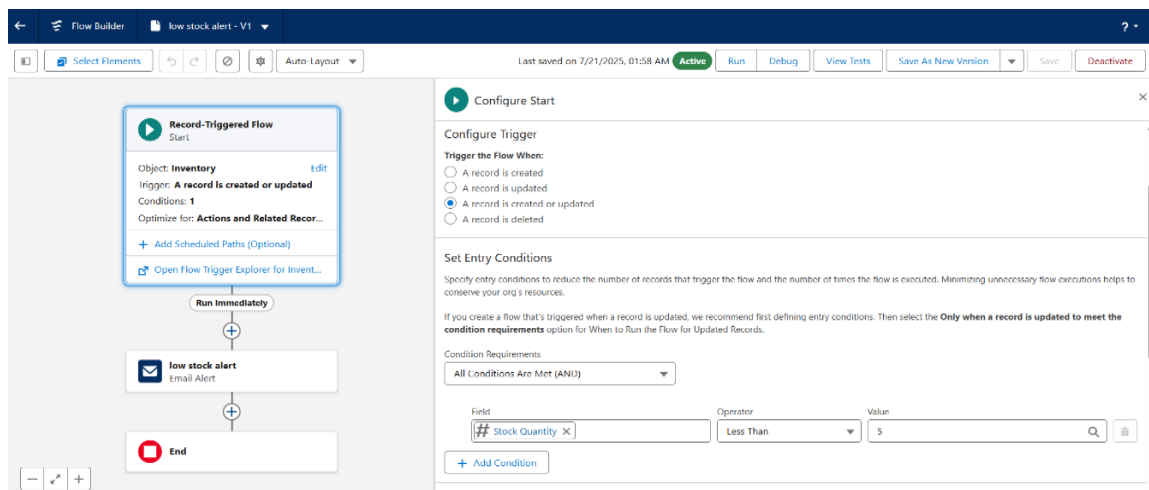 Flow Builder
low stock alert - V1
?
Select Elements
Auto-Layout
Last saved on 7/21/2025, 01:58 AM
Active
Run
Debug
View Tests
Save As New Version
Save
Deactivate
Record-Triggered Flow
Start
Object: Inventory
Edit
Trigger: A record is created or updated
Conditions: 1
Optimize for: Actions and Related Recor...
+ Add Scheduled Paths (Optional)
Open Flow Trigger Explorer for Invent...
Run Immediately
low stock alert
Email Alert
End
Configure Start
Configure Trigger
Trigger the Flow When:
A record is created
A record is updated
A record is created or updated
A record is deleted
Set Entry Conditions
Specify entry conditions to reduce the number of records that trigger the flow and the number of times the flow is executed. Minimizing unnecessary flow executions helps to
conserve your org's resources.
If you create a flow that's triggered when a record is updated, we recommend first defining entry conditions. Then select the Only when a record is updated to meet the
condition requirements option for When to Run the Flow for Updated Records.
Condition Requirements
All Conditions Are Met (AND)
Field
Operator
Value
# Stock Quantity
Less Than
5
+ Add Condition